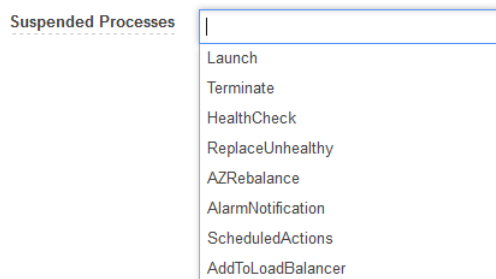 Suspended Processes
Launch
Terminate
HealthCheck
ReplaceUnhealthy
AZRebalance
AlarmNotification
ScheduledActions
AddToLoadBalancer